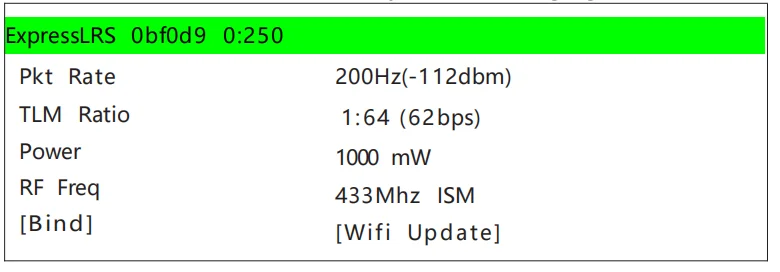 ExpressLRS 0bf0d9 0:250
Pkt Rate 200Hz(-112dbm)
TLM Ratio 1:64 (62bps)
Power 1000 mW
RF Freq 433Mhz ISM
[Bind] [Wifi Update]